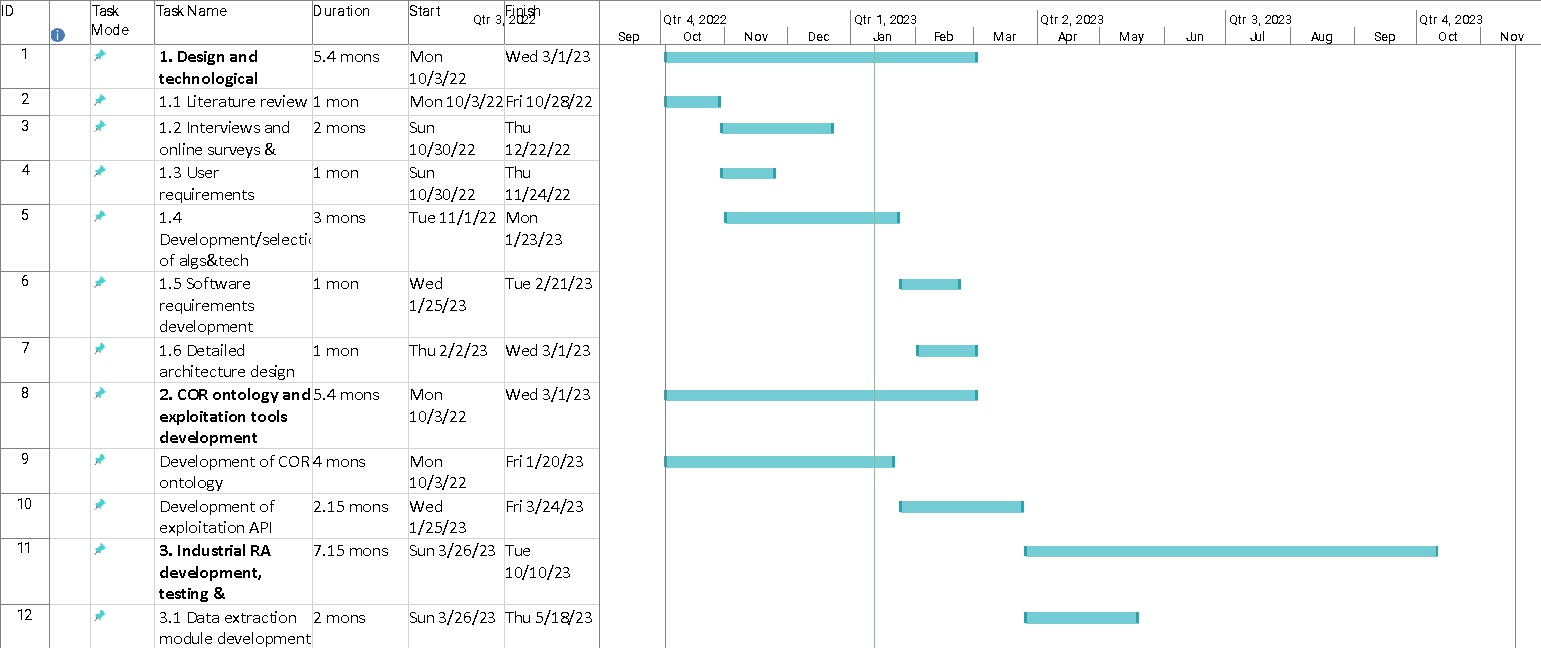 ID Task Mode Task Name Duration Start Finish
Qtr 3, 2022 Qtr 4, 2022 Qtr 1, 2023 Qtr 2, 2023 Qtr 3, 2023 Qtr 4, 2023
Sep Oct Nov Dec Jan Feb Mar Apr May Jun Jul Aug Sep Oct Nov
1 1. Design and 5.4 mons Mon Wed 3/1/23
technological 10/3/22
2 1.1 Literature review 1 mon Mon 10/3/22 Fri 10/28/22
3 1.2 Interviews and 2 mons Sun Thu
online surveys & 10/30/22 12/22/22
4 1.3 User 1 mon Sun Thu
requirements 10/30/22 11/24/22
5 1.4 3 mons Tue 11/1/22 Mon
Development/selectic 1/23/23
of algs&tech
6 1.5 Software 1 mon Wed Tue 2/21/23
requirements 1/25/23
development
7 1.6 Detailed 1 mon Thu 2/2/23 Wed 3/1/23
architecture design
8 2. COR ontology and 5.4 mons Mon Wed 3/1/23
exploitation tools 10/3/22
development
9 Development of COR 4 mons Mon Fri 1/20/23
ontology 10/3/22
10 Development of 2.15 mons Wed Fri 3/24/23
exploitation API 1/25/23
11 3. Industrial RA 7.15 mons Sun 3/26/23 Tue
development, 10/10/23
testing &
12 3.1 Data extraction 2 mons Sun 3/26/23 Thu 5/18/23
module development